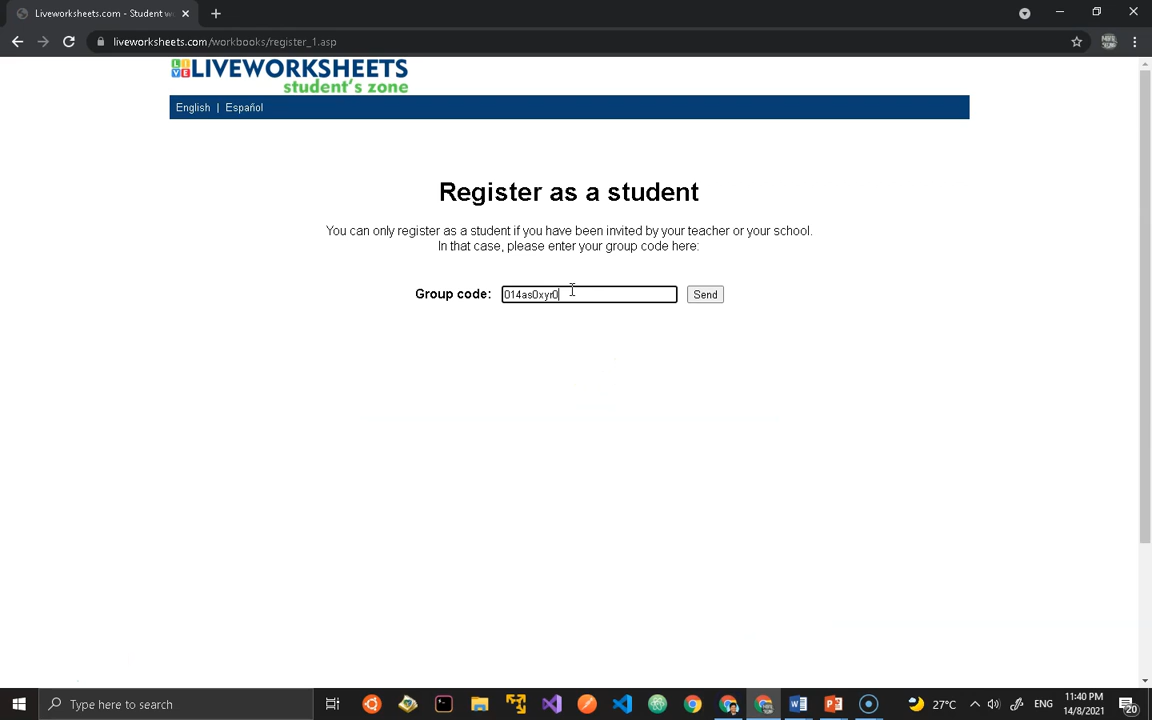 Liveworksheets.com - Student w
liveworksheets.com/workbooks/register_1.asp
LIVE LIVEWORKSHEETS
student's zone
English | Español
Register as a student
You can only register as a student if you have been invited by your teacher or your school.
In that case, please enter your group code here:
Group code: 014as0xyr0 Send
Type here to search
27°C ENG 11:40 PM 14/8/2021 20